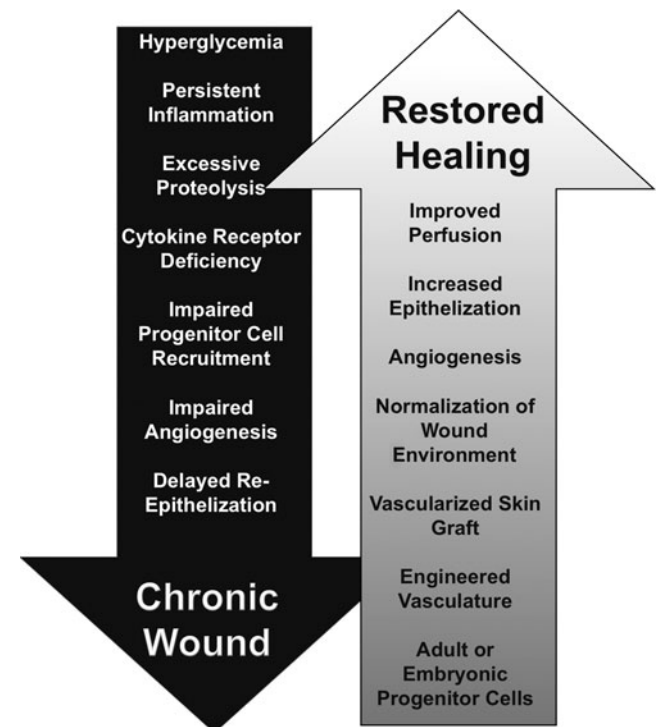 Hyperglycemia
Persistent
Inflammation
Excessive
Proteolysis
Cytokine Receptor
Deficiency
Impaired
Progenitor Cell
Recruitment
Impaired
Angiogenesis
Delayed Re-
Epithelization
Chronic
Wound
Restored
Healing
Improved
Perfusion
Increased
Epithelization
Angiogenesis
Normalization of
Wound
Environment
Vascularized Skin
Graft
Engineered
Vasculature
Adult or
Embryonic
Progenitor Cells